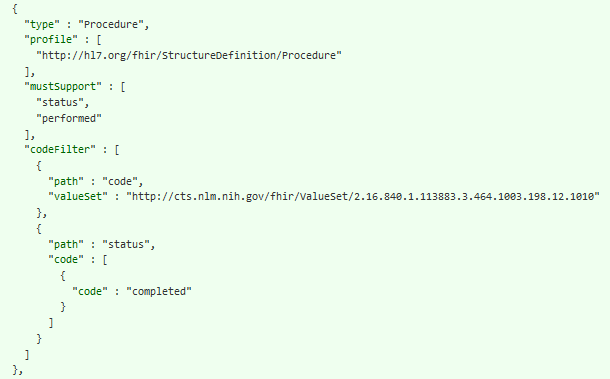 {
  "type" : "Procedure",
  "profile" : [
    "http://hl7.org/fhir/StructureDefinition/Procedure"
  ],
  "mustSupport" : [
    "status",
    "performed"
  ],
  "codeFilter" : [
    {
      "path" : "code",
      "valueSet" : "http://cts.nlm.nih.gov/fhir/ValueSet/2.16.840.1.113883.3.464.1003.198.12.1010"
    },
    {
      "path" : "status",
      "code" : [
        {
          "code" : "completed"
        }
      ]
    }
  ]
},